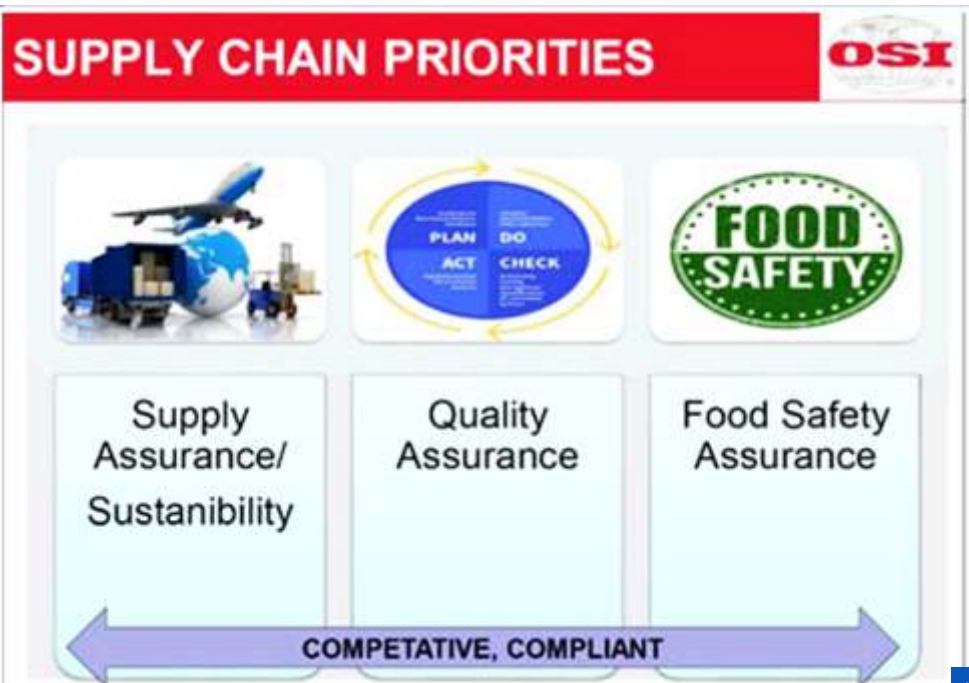 SUPPLY CHAIN PRIORITIES
OSI
PLAN
DO
ACT
CHECK
FOOD
SAFETY
Supply
Assurance/
Sustanibility
Quality
Assurance
Food Safety
Assurance
COMPETATIVE, COMPLIANT